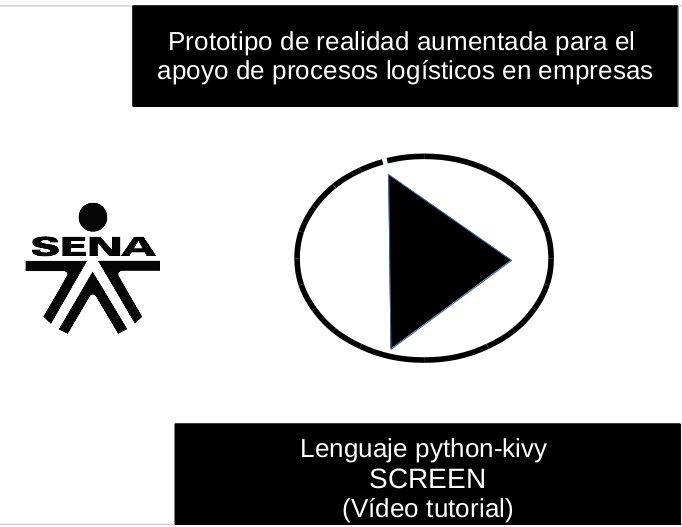 Prototipo de realidad aumentada para el
apoyo de procesos logísticos en empresas
SENA
Lenguaje python-kivy
SCREEN
(Vídeo tutorial)